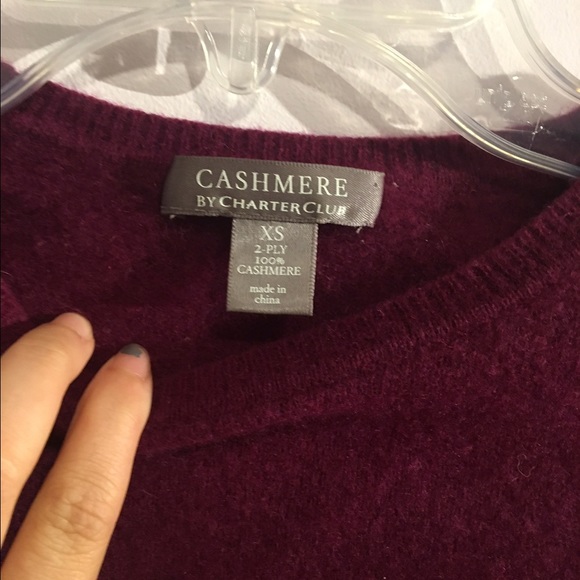 CASHMERE
BY CHARTER CLUB
XS
2-PLY
100%
CASHMERE
made in
china